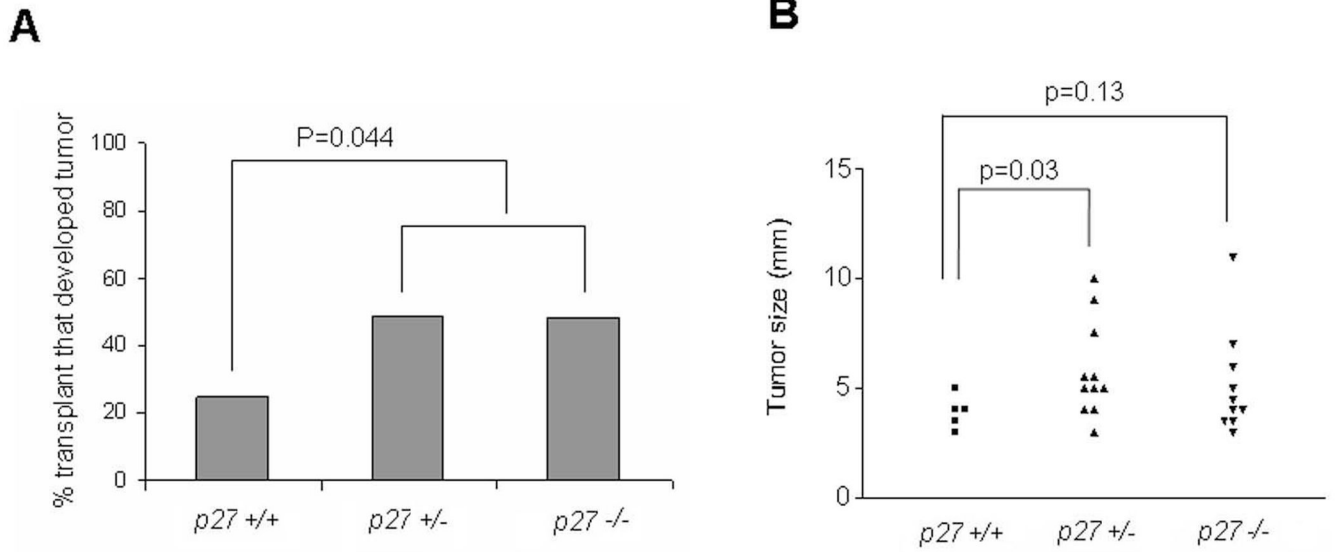 A
% transplant that developed tumor
P=0.044
100
80
60
40
20
0
p27 +/+
p27 +/-
p27 -/-
B
Tumor size (mm)
p=0.13
p=0.03
15
10
5
0
p27 +/+
p27 +/-
p27 -/-